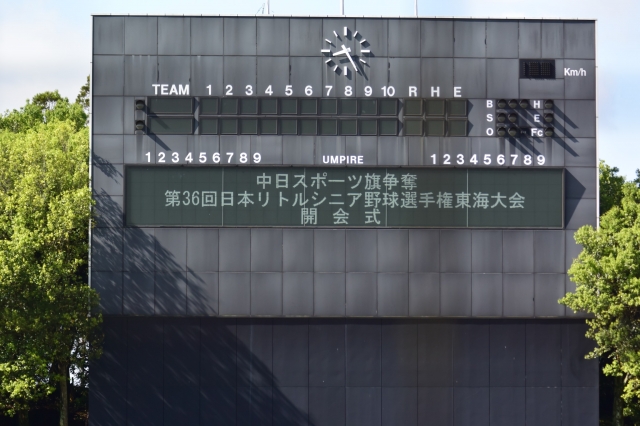 Km/h
TEAM 1 2 3 4 5 6 7 8 9 10 R H E
B H
S E
O Fc
1 2 3 4 5 6 7 8 9 UMPIRE 1 2 3 4 5 6 7 8 9
中日スポーツ旗争奪
第36回日本リトルシニア野球選手権東海大会
開会式